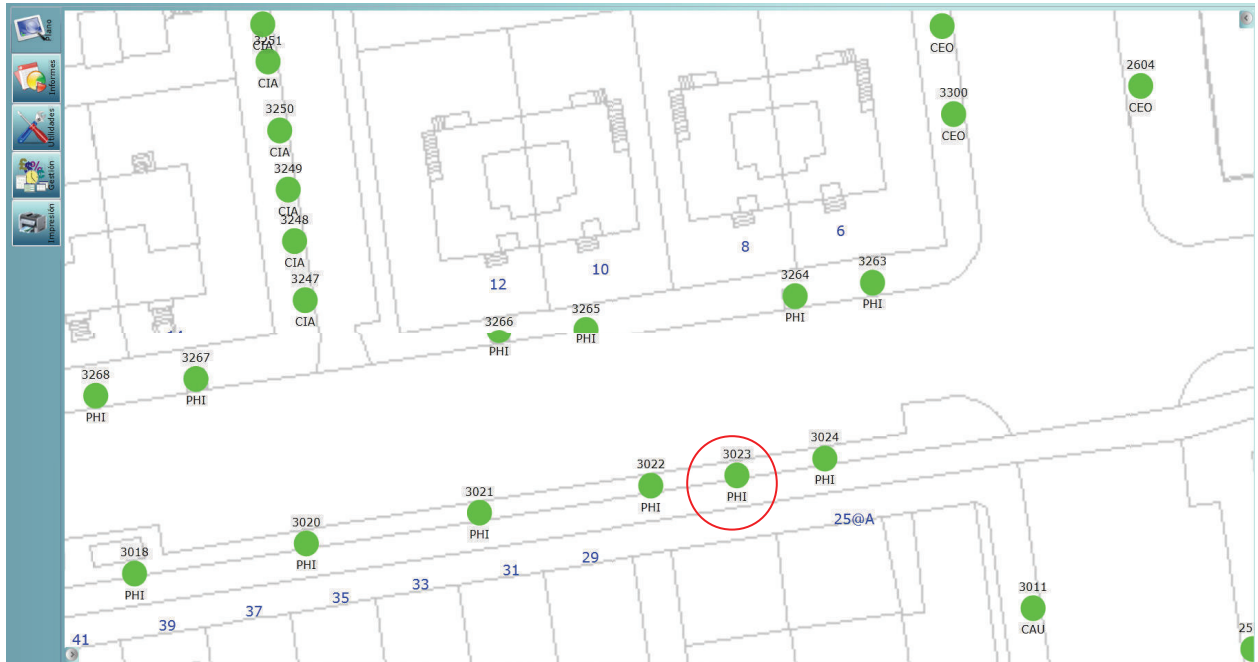 Plano
Informes
Utilidades
Gestión
Impresión
CIA
3251
CIA
3250
CIA
3249
CIA
3248
CIA
3247
CIA
CEO
3300
CEO
2604
CEO
12
10
8
6
3266
PHI
3265
PHI
3264
PHI
3263
PHI
3268
PHI
3267
PHI
3018
PHI
3020
PHI
3021
PHI
3022
PHI
3023
PHI
3024
PHI
41
39
37
35
33
31
29
25@A
3011
CAU
25